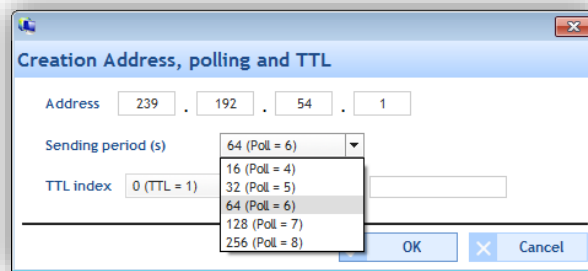 Creation Address, polling and TTL
Address 239 . 192 . 54 . 1
Sending period (s) 64 (Poll = 6)
16 (Poll = 4)
TTL index 0 (TTL = 1) 32 (Poll = 5)
64 (Poll = 6)
128 (Poll = 7)
256 (Poll = 8)
OK Cancel